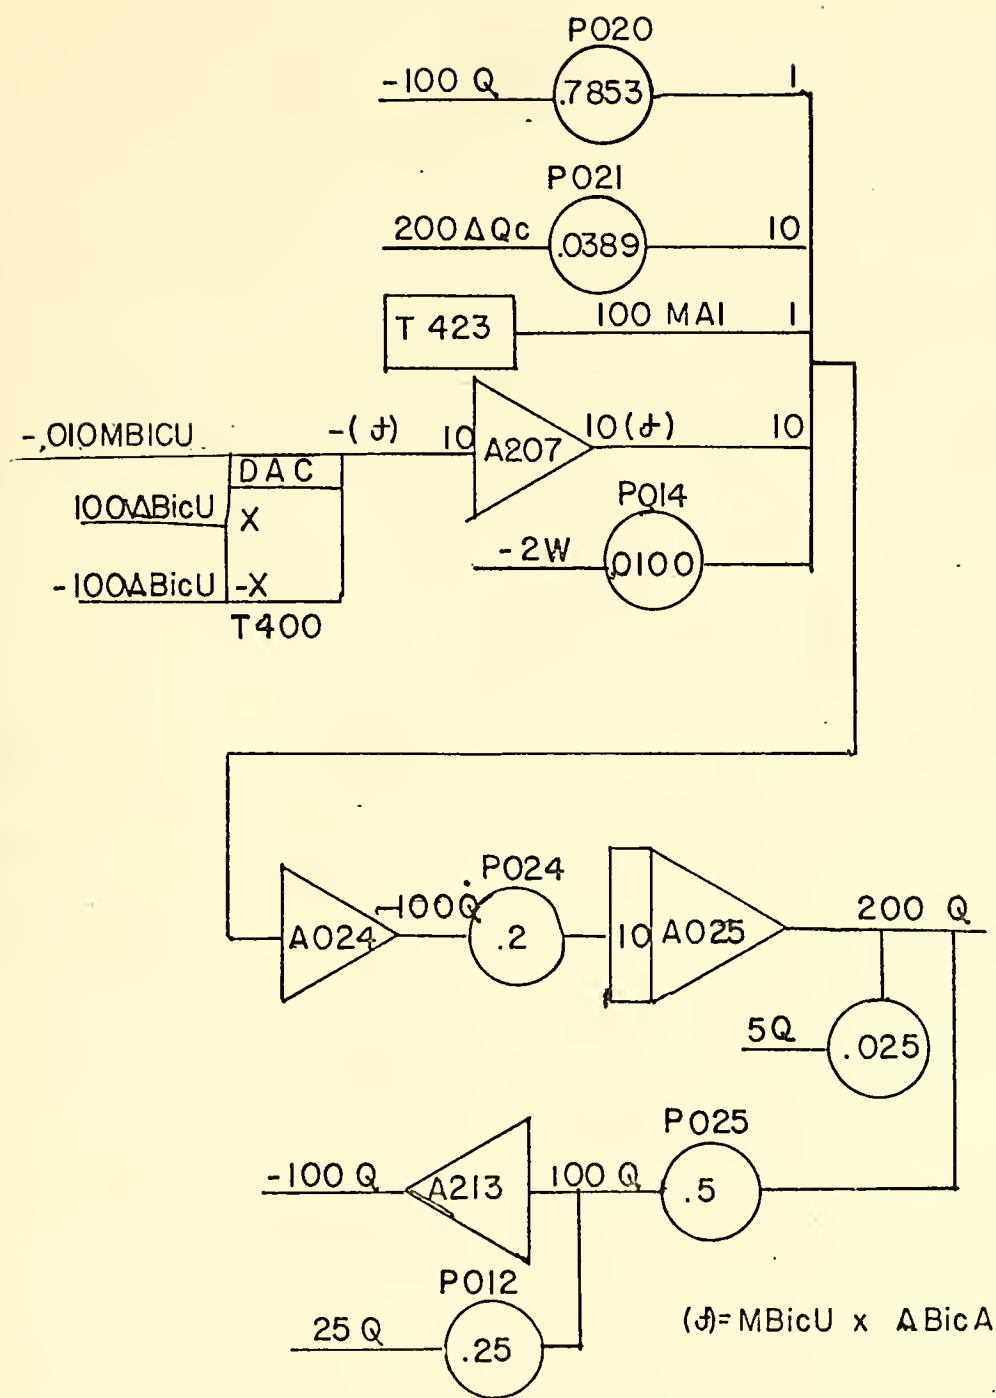 P020
-100 Q .7853 1
P021
200ΔQc .0389 10
T 423 100 MAI 1
-.010MBICU -(ჟ) 10 A207 10(ჟ) 10
DAC
100ΔBicU X
P014
-2W .0100
-100ΔBicU -X
T400
P024
A024 -100Q̇ .2 10 A025 200 Q
5Q .025
P025
-100 Q A213 100 Q .5
P012
25 Q .25
(ჟ)= MBicU x ΔBicA